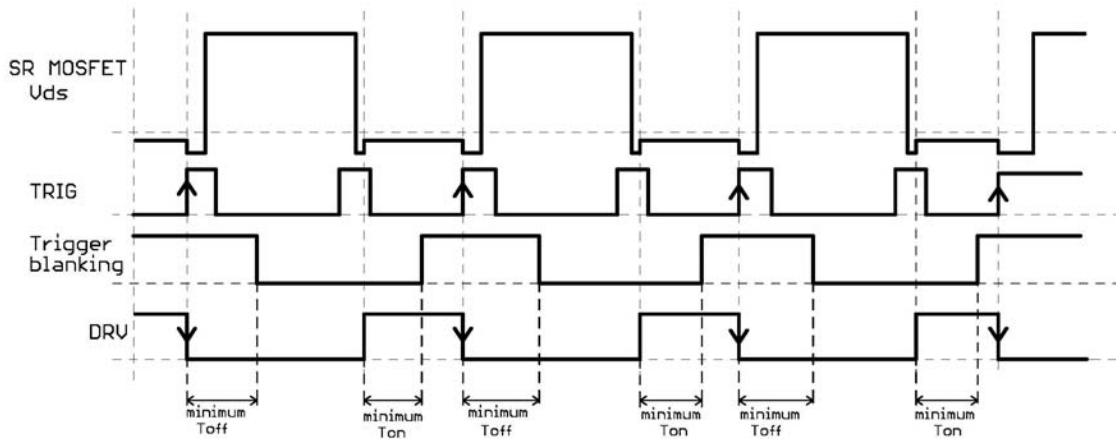 SR MOSFET
Vds
TRIG
Trigger
blanking
DRV
minimum
Toff
minimum
Ton
minimum
Toff
minimum
Ton
minimum
Toff
minimum
Ton